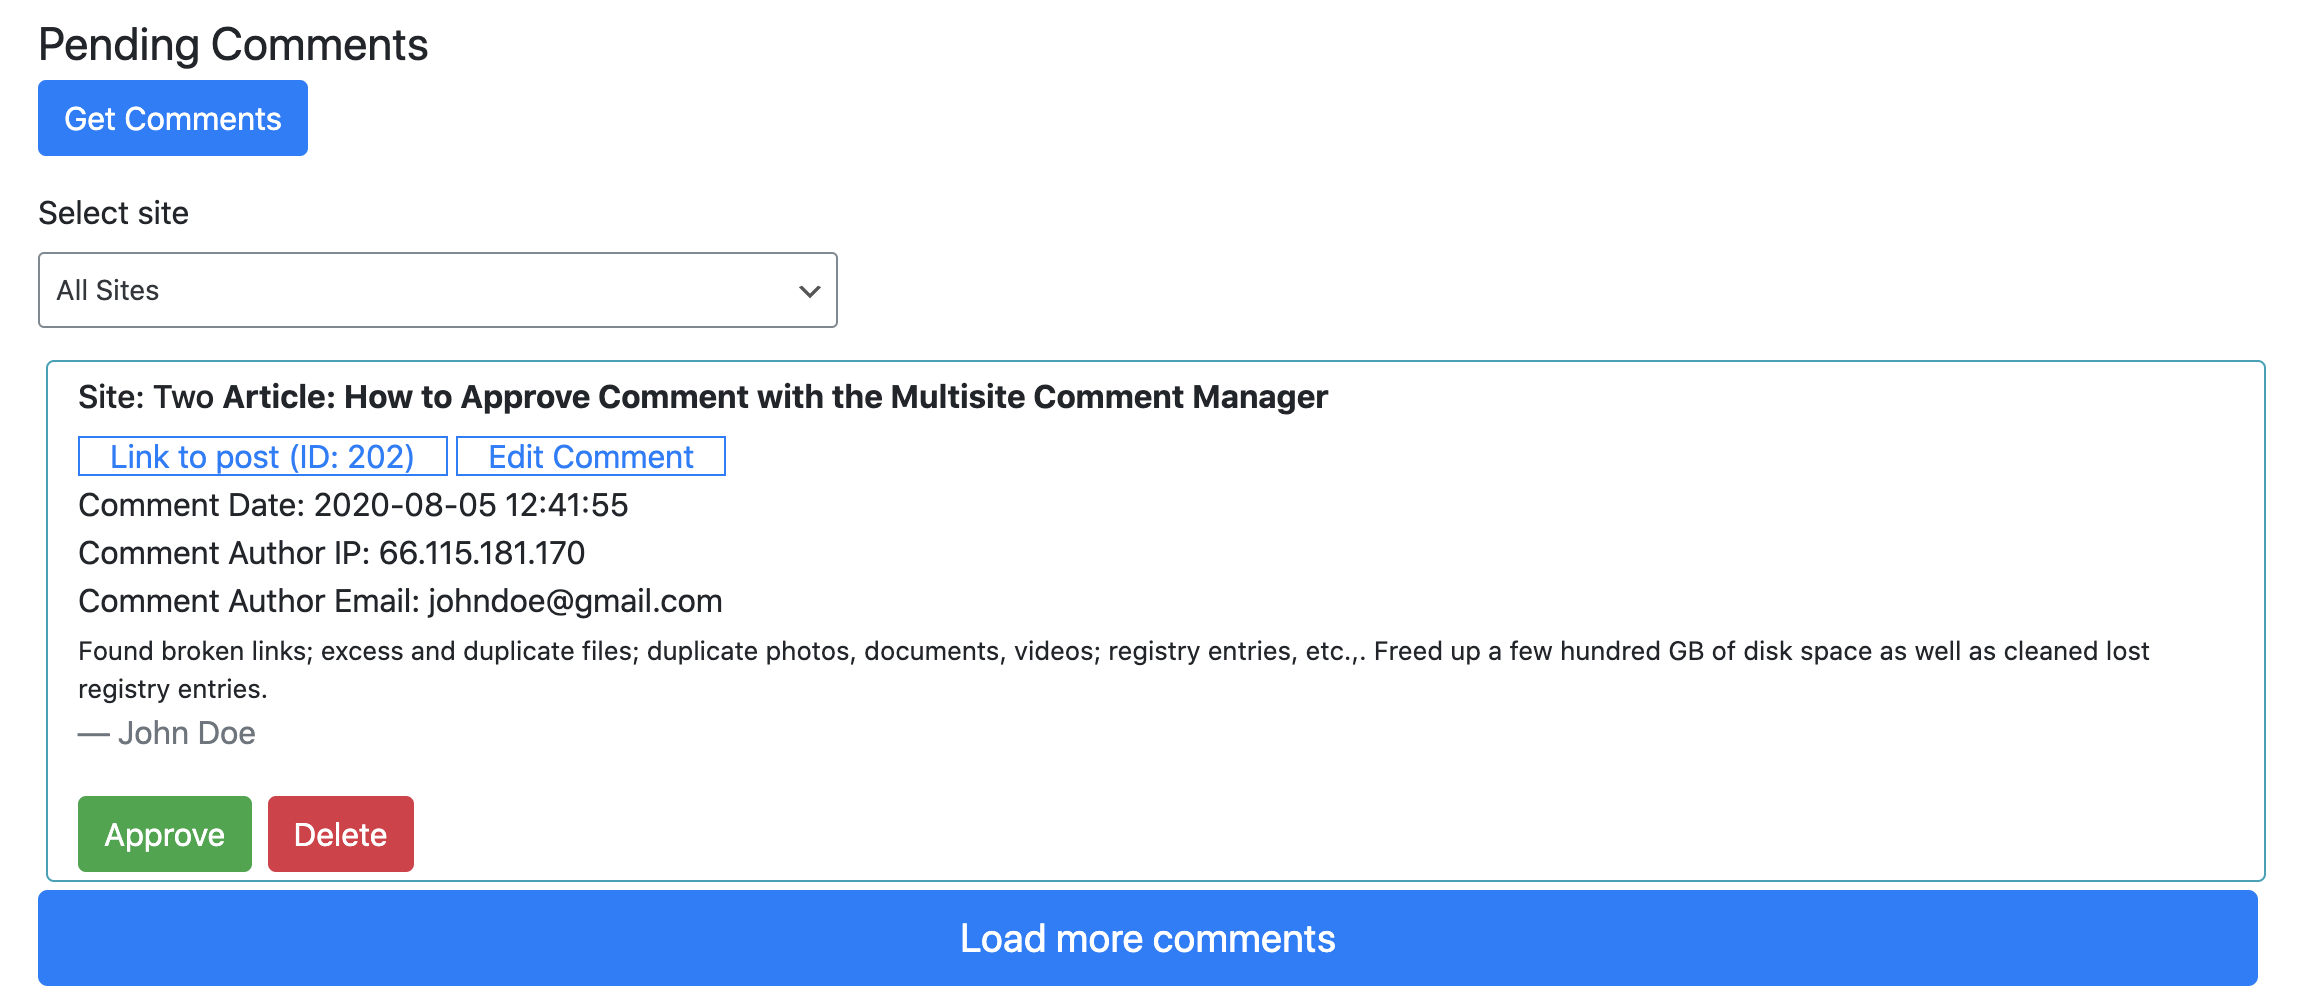 Pending Comments
Get Comments
Select site
All Sites
Site: Two Article: How to Approve Comment with the Multisite Comment Manager
Link to post (ID: 202) Edit Comment
Comment Date: 2020-08-05 12:41:55
Comment Author IP: 66.115.181.170
Comment Author Email: johndoe@gmail.com
Found broken links; excess and duplicate files; duplicate photos, documents, videos; registry entries, etc.,. Freed up a few hundred GB of disk space as well as cleaned lost
registry entries.
— John Doe
Approve Delete
Load more comments